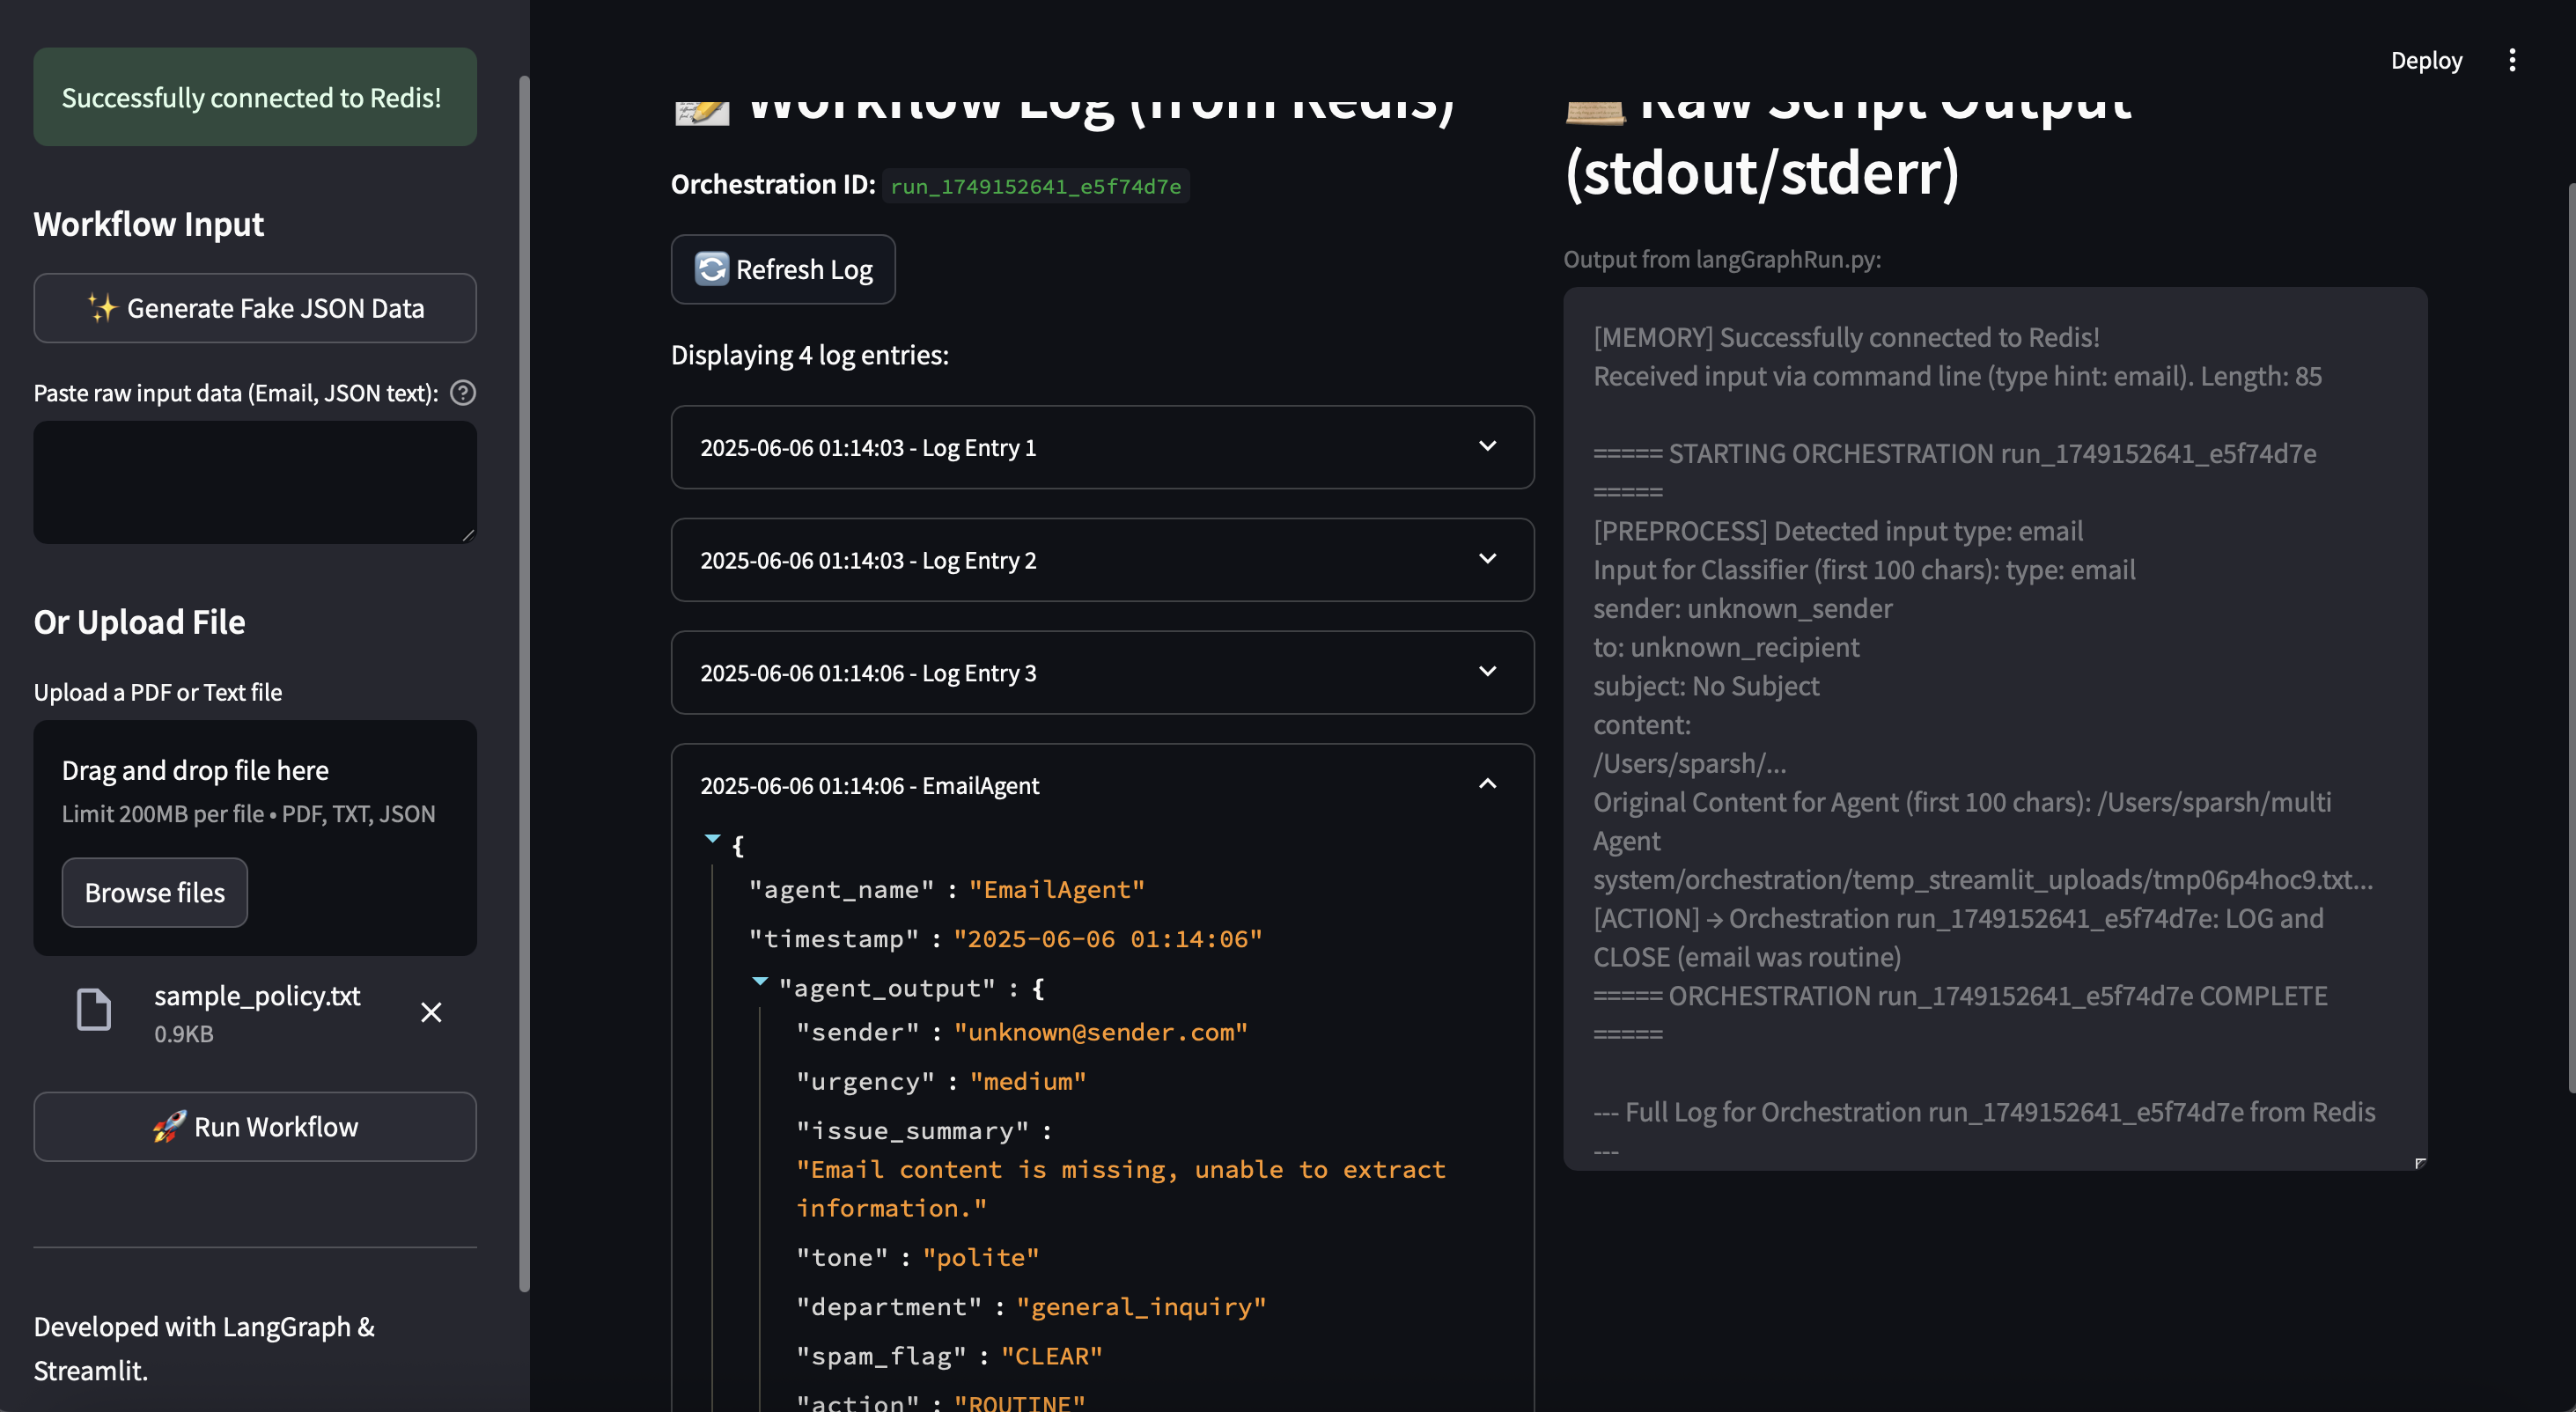 Successfully connected to Redis!
Workflow Input
✨ Generate Fake JSON Data
Paste raw input data (Email, JSON text):
Or Upload File
Upload a PDF or Text file
Drag and drop file here
Limit 200MB per file • PDF, TXT, JSON
Browse files
sample_policy.txt
0.9KB
🚀 Run Workflow
Developed with LangGraph &
Streamlit.
Deploy
📝 Workflow Log (from Redis)
Orchestration ID: run_1749152641_e5f74d7e
🔄 Refresh Log
Displaying 4 log entries:
2025-06-06 01:14:03 - Log Entry 1
2025-06-06 01:14:03 - Log Entry 2
2025-06-06 01:14:06 - Log Entry 3
2025-06-06 01:14:06 - EmailAgent
{
"agent_name" : "EmailAgent"
"timestamp" : "2025-06-06 01:14:06"
"agent_output" : {
"sender" : "unknown@sender.com"
"urgency" : "medium"
"issue_summary" :
"Email content is missing, unable to extract
information."
"tone" : "polite"
"department" : "general_inquiry"
"spam_flag" : "CLEAR"
"action" : "ROUTINE"
📜 Raw Script Output
(stdout/stderr)
Output from langGraphRun.py:
[MEMORY] Successfully connected to Redis!
Received input via command line (type hint: email). Length: 85
===== STARTING ORCHESTRATION run_1749152641_e5f74d7e
=====
[PREPROCESS] Detected input type: email
Input for Classifier (first 100 chars): type: email
sender: unknown_sender
to: unknown_recipient
subject: No Subject
content:
/Users/sparsh/...
Original Content for Agent (first 100 chars): /Users/sparsh/multi
Agent
system/orchestration/temp_streamlit_uploads/tmp06p4hoc9.txt...
[ACTION] → Orchestration run_1749152641_e5f74d7e: LOG and
CLOSE (email was routine)
===== ORCHESTRATION run_1749152641_e5f74d7e COMPLETE
=====
--- Full Log for Orchestration run_1749152641_e5f74d7e from Redis
---